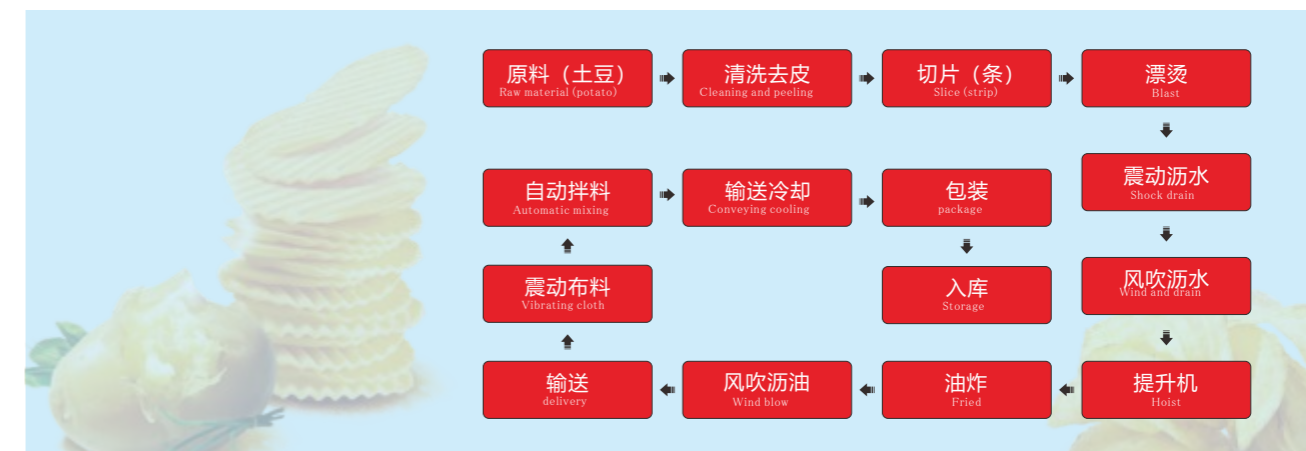 原料（土豆）
Raw material (potato)
清洗去皮
Cleaning and peeling
切片（条）
Slice (strip)
漂烫
Blast
震动沥水
Shock drain
风吹沥水
Wind and drain
提升机
Hoist
油炸
Fried
风吹沥油
Wind blow
输送
delivery
震动布料
Vibrating cloth
自动拌料
Automatic mixing
输送冷却
Conveying cooling
包装
package
入库
Storage